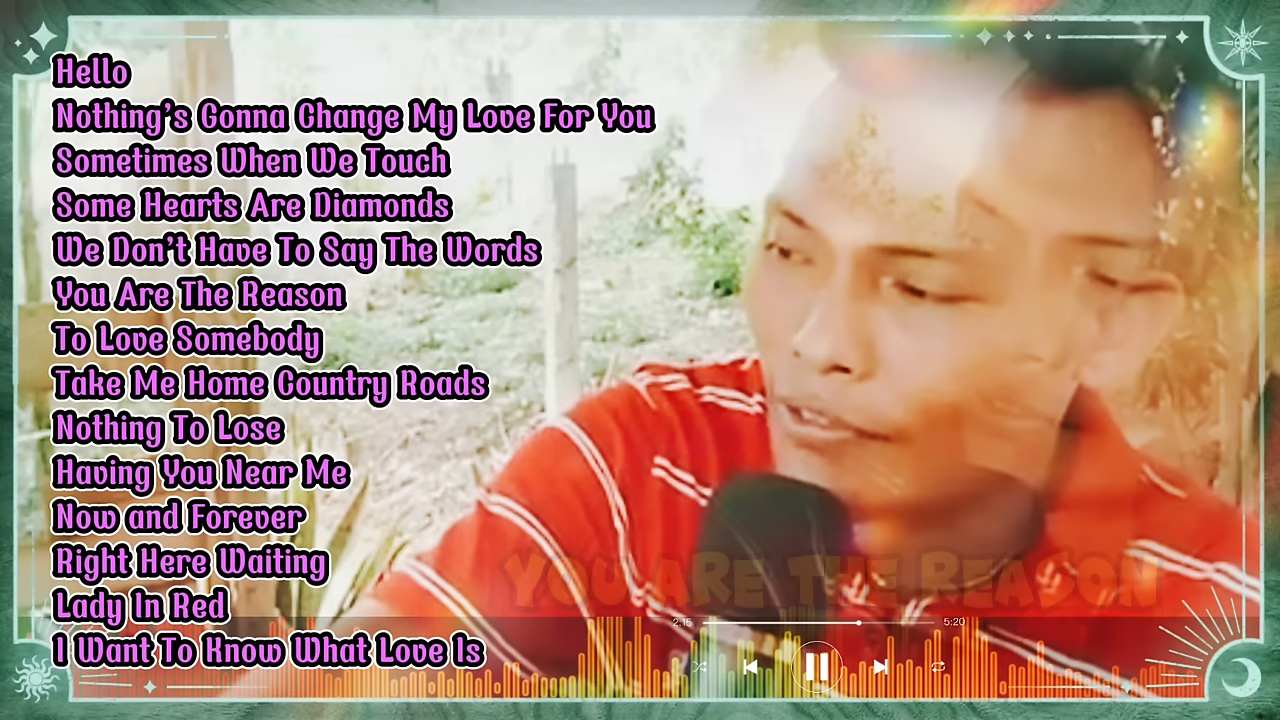 Hello
Nothing's Gonna Change My Love For You
Sometimes When We Touch
Some Hearts Are Diamonds
We Don't Have To Say The Words
You Are The Reason
To Love Somebody
Take Me Home Country Roads
Nothing To Lose
Having You Near Me
Now and Forever
Right Here Waiting
Lady In Red
I Want To Know What Love Is
YOU ARE THE REASON
2:15 5:20